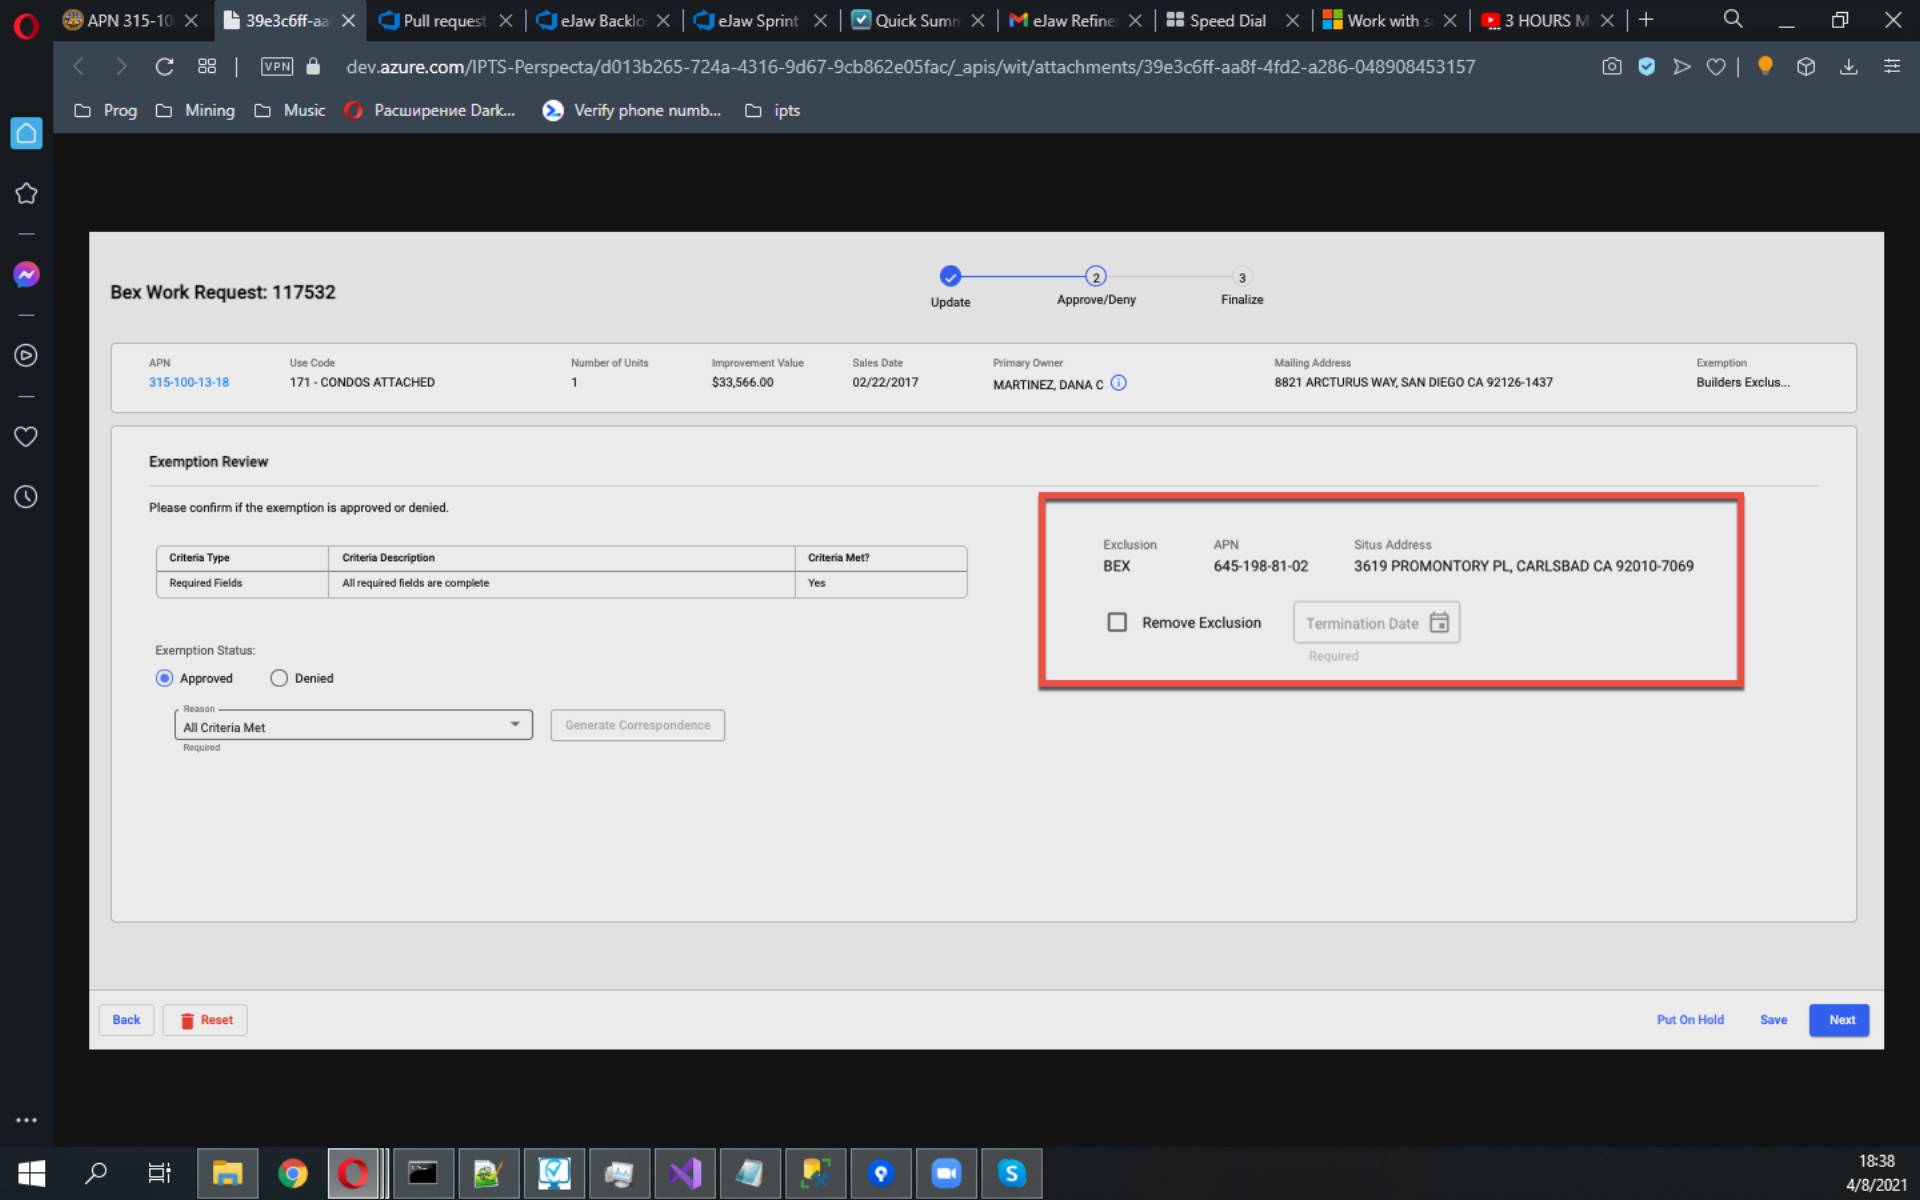 APN 315-10
39e3c6ff-aa
Pull request
eJaw Backlo
eJaw Sprint
Quick Summ
eJaw Refine
Speed Dial
Work with s
3 HOURS M
VPN
dev.azure.com/IPTS-Perspecta/d013b265-724a-4316-9d67-9cb862e05fac/_apis/wit/attachments/39e3c6ff-aa8f-4fd2-a286-048908453157
Prog
Mining
Music
Расширение Dark...
Verify phone numb...
ipts
Bex Work Request: 117532
2
3
Update
Approve/Deny
Finalize
APN
Use Code
Number of Units
Improvement Value
Sales Date
Primary Owner
Mailing Address
Exemption
315-100-13-18
171 - CONDOS ATTACHED
1
$33,566.00
02/22/2017
MARTINEZ, DANA C
8821 ARCTURUS WAY, SAN DIEGO CA 92126-1437
Builders Exclus...
Exemption Review
Please confirm if the exemption is approved or denied.
Criteria Type
Criteria Description
Criteria Met?
Required Fields
All required fields are complete
Yes
Exemption Status:
Approved
Denied
Reason
All Criteria Met
Required
Generate Correspondence
Exclusion
APN
Situs Address
BEX
645-198-81-02
3619 PROMONTORY PL, CARLSBAD CA 92010-7069
Remove Exclusion
Termination Date
Required
Back
Reset
Put On Hold
Save
Next
18:38
4/8/2021